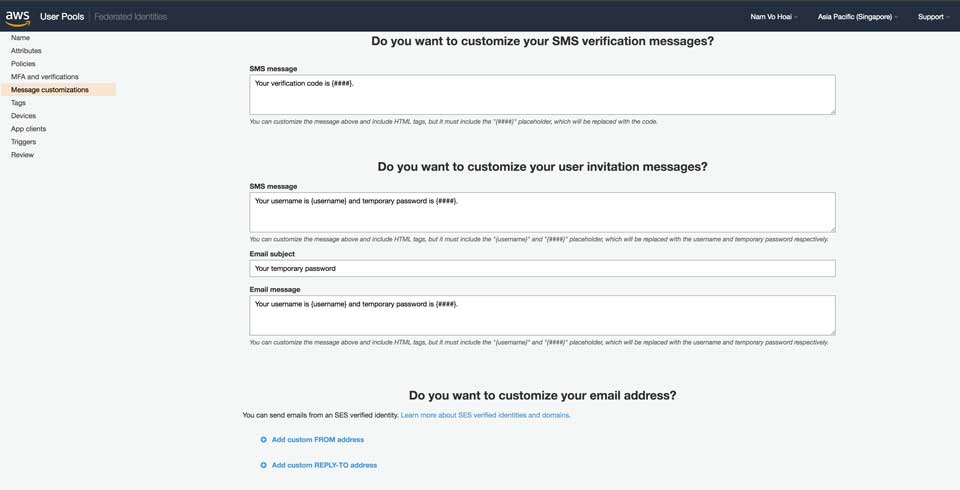 aws User Pools | Federated Identities Nam Vo Hoai Asia Pacific (Singapore) Support
Name
Attributes
Policies
MFA and verifications
Message customizations
Tags
Devices
App clients
Triggers
Review
Do you want to customize your SMS verification messages?
SMS message
Your verification code is {####}.
You can customize the message above and include HTML tags, but it must include the "{####}" placeholder, which will be replaced with the code.
Do you want to customize your user invitation messages?
SMS message
Your username is {username} and temporary password is {####}.
You can customize the message above and include HTML tags, but it must include the "{username}" and "{####}" placeholder, which will be replaced with the username and temporary password respectively.
Email subject
Your temporary password
Email message
Your username is {username} and temporary password is {####}.
You can customize the message above and include HTML tags, but it must include the "{username}" and "{####}" placeholder, which will be replaced with the username and temporary password respectively.
Do you want to customize your email address?
You can send emails from an SES verified identity. Learn more about SES verified identities and domains.
Add custom FROM address
Add custom REPLY-TO address